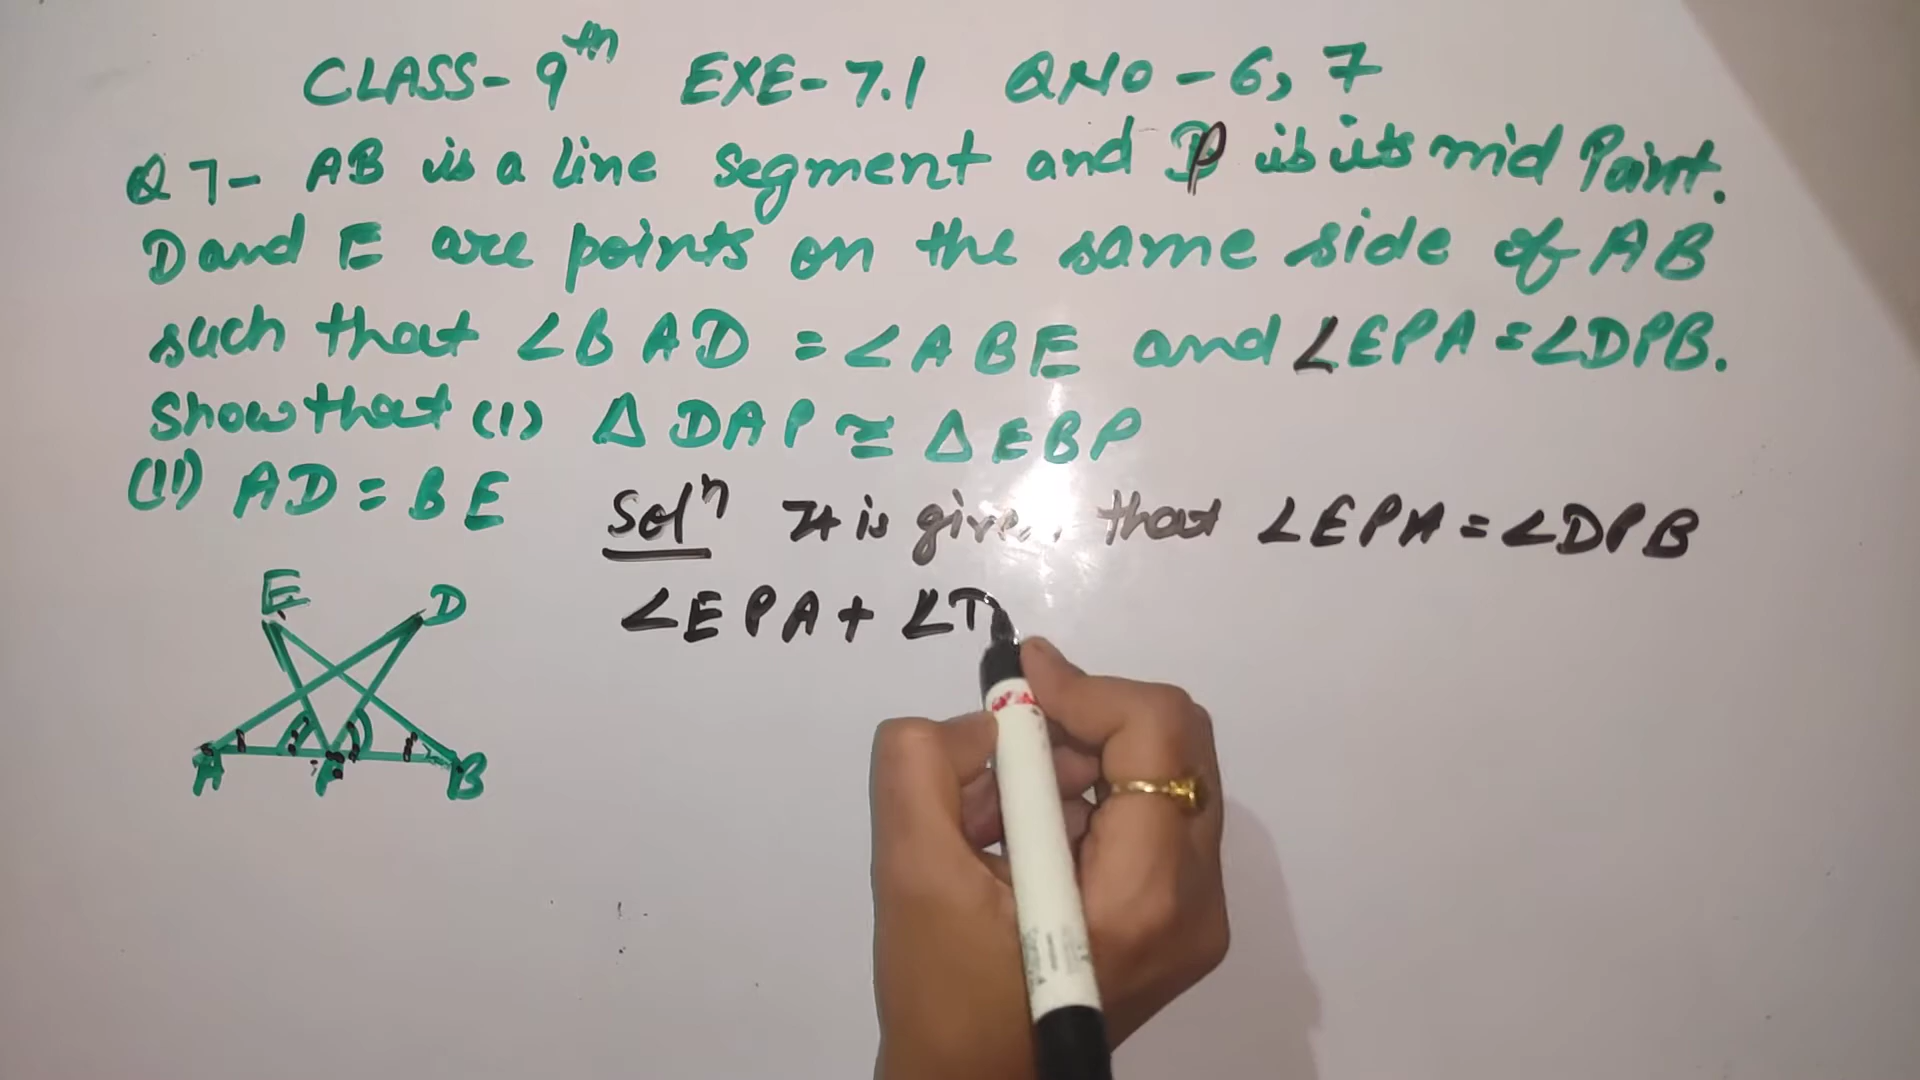 CLASS-9th EXE-7.1 QNO-6,7
Q7- AB is a line segment and P is its mid Point.
D and E are points on the same side of AB
such that ∠BAD = ∠ABE and ∠EPA = ∠DPB.
Show that (I) △DAP ≅ △EBP
(II) AD = BE
Solⁿ It is given that ∠EPA = ∠DPB
∠EPA + ∠D
E D
A P B